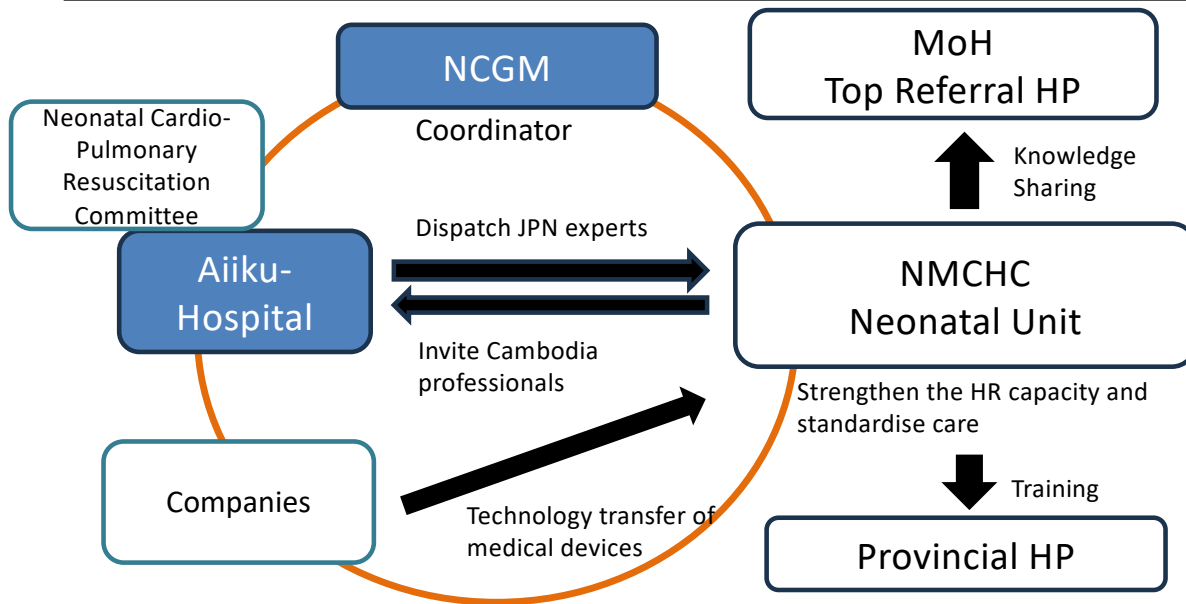 NCGM
Coordinator
MoH
Top Referral HP
Neonatal Cardio-
Pulmonary
Resuscitation
Committee
Knowledge
Sharing
Dispatch JPN experts
Aiiku-
Hospital
NMCHC
Neonatal Unit
Invite Cambodia
professionals
Strengthen the HR capacity and
standardise care
Companies
Technology transfer of
medical devices
Training
Provincial HP